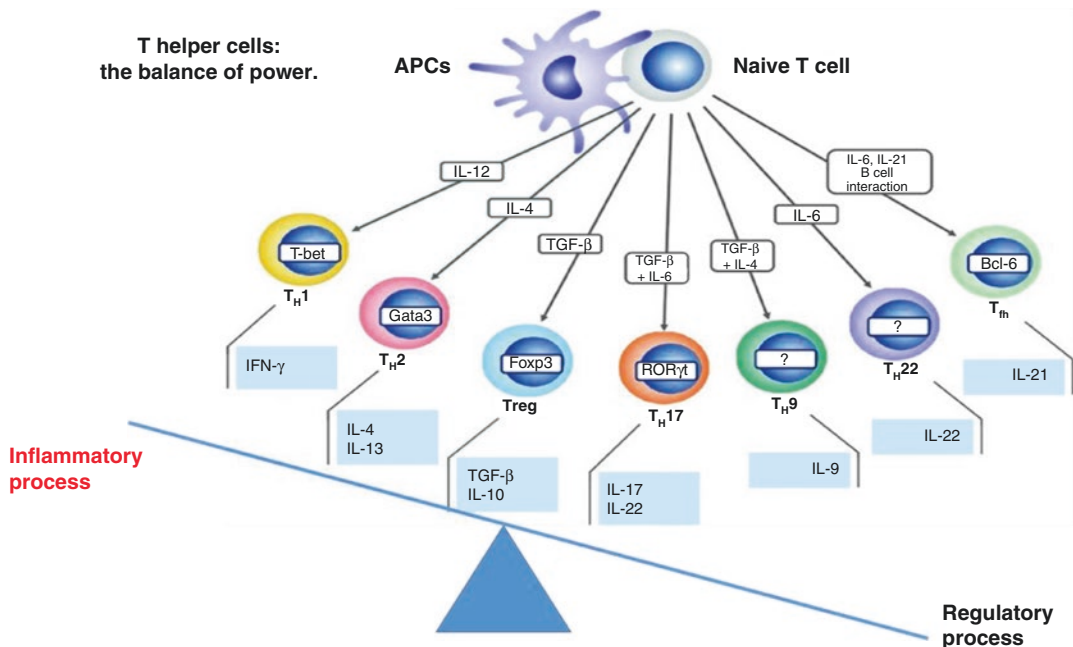 T helper cells:
the balance of power.
APCs
Naive T cell
IL-12
IL-4
TGF-β
TGF-β
+ IL-6
TGF-β
+ IL-4
IL-6
IL-6, IL-21
B cell
interaction
T-bet
TH1
IFN-γ
Gata3
TH2
IL-4
IL-13
Foxp3
Treg
TGF-β
IL-10
RORγt
TH17
IL-17
IL-22
?
TH9
IL-9
?
TH22
IL-22
Bcl-6
Tfh
IL-21
Inflammatory
process
Regulatory
process